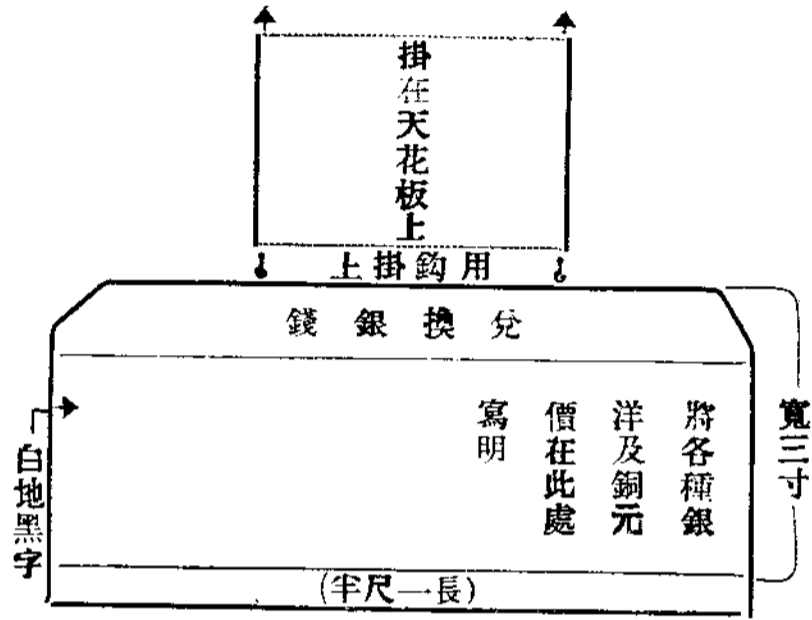 掛在天花板上
用鈎掛上
兌換銀錢
將各種銀
洋及銅元
價在此處
寫明
寬三寸
白地黑字
(長一尺半)